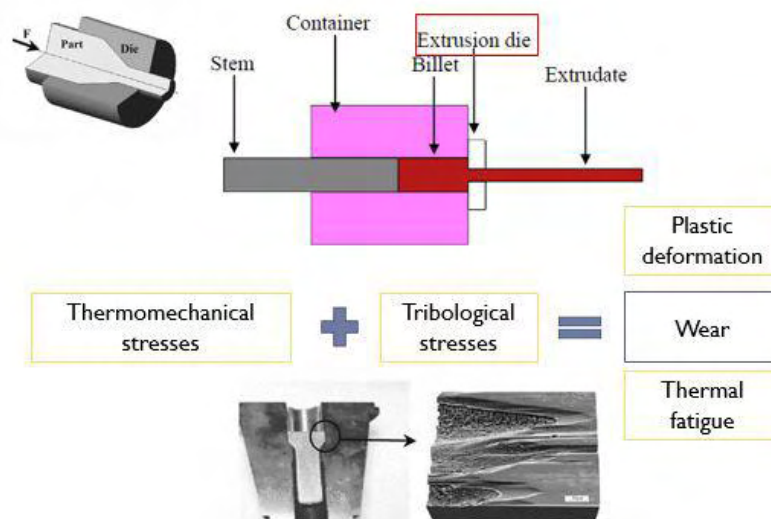 F
Part
Die
Container
Extrusion die
Stem
Billet
Extrudate
Plastic
deformation
Thermomechanical
stresses
Tribological
stresses
Wear
Thermal
fatigue